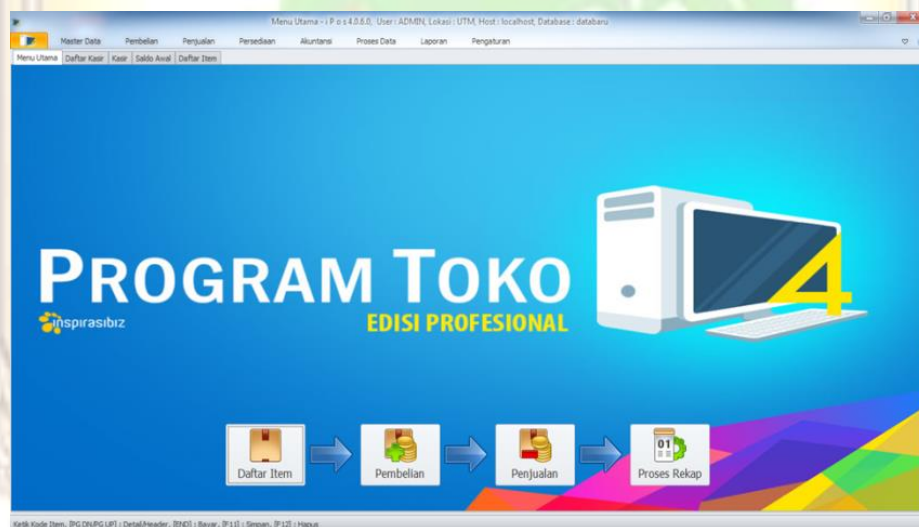 Menu Utama - i P o s 4.0.6.0, User : ADMIN, Lokasi : UTM, Host : localhost, Database : databaru
Master Data Pembelian Penjualan Persediaan Akuntansi Proses Data Laporan Pengaturan
Menu Utama Daftar Kasir Kasir Saldo Awal Daftar Item
PROGRAM TOKO
inspirasibiz
EDISI PROFESIONAL
4
01
Daftar Item Pembelian Penjualan Proses Rekap
Ketik Kode Item, [PG DN/PG UP] : Detail/Header, [END] : Bayar, [F11] : Simpan, [F12] : Hapus